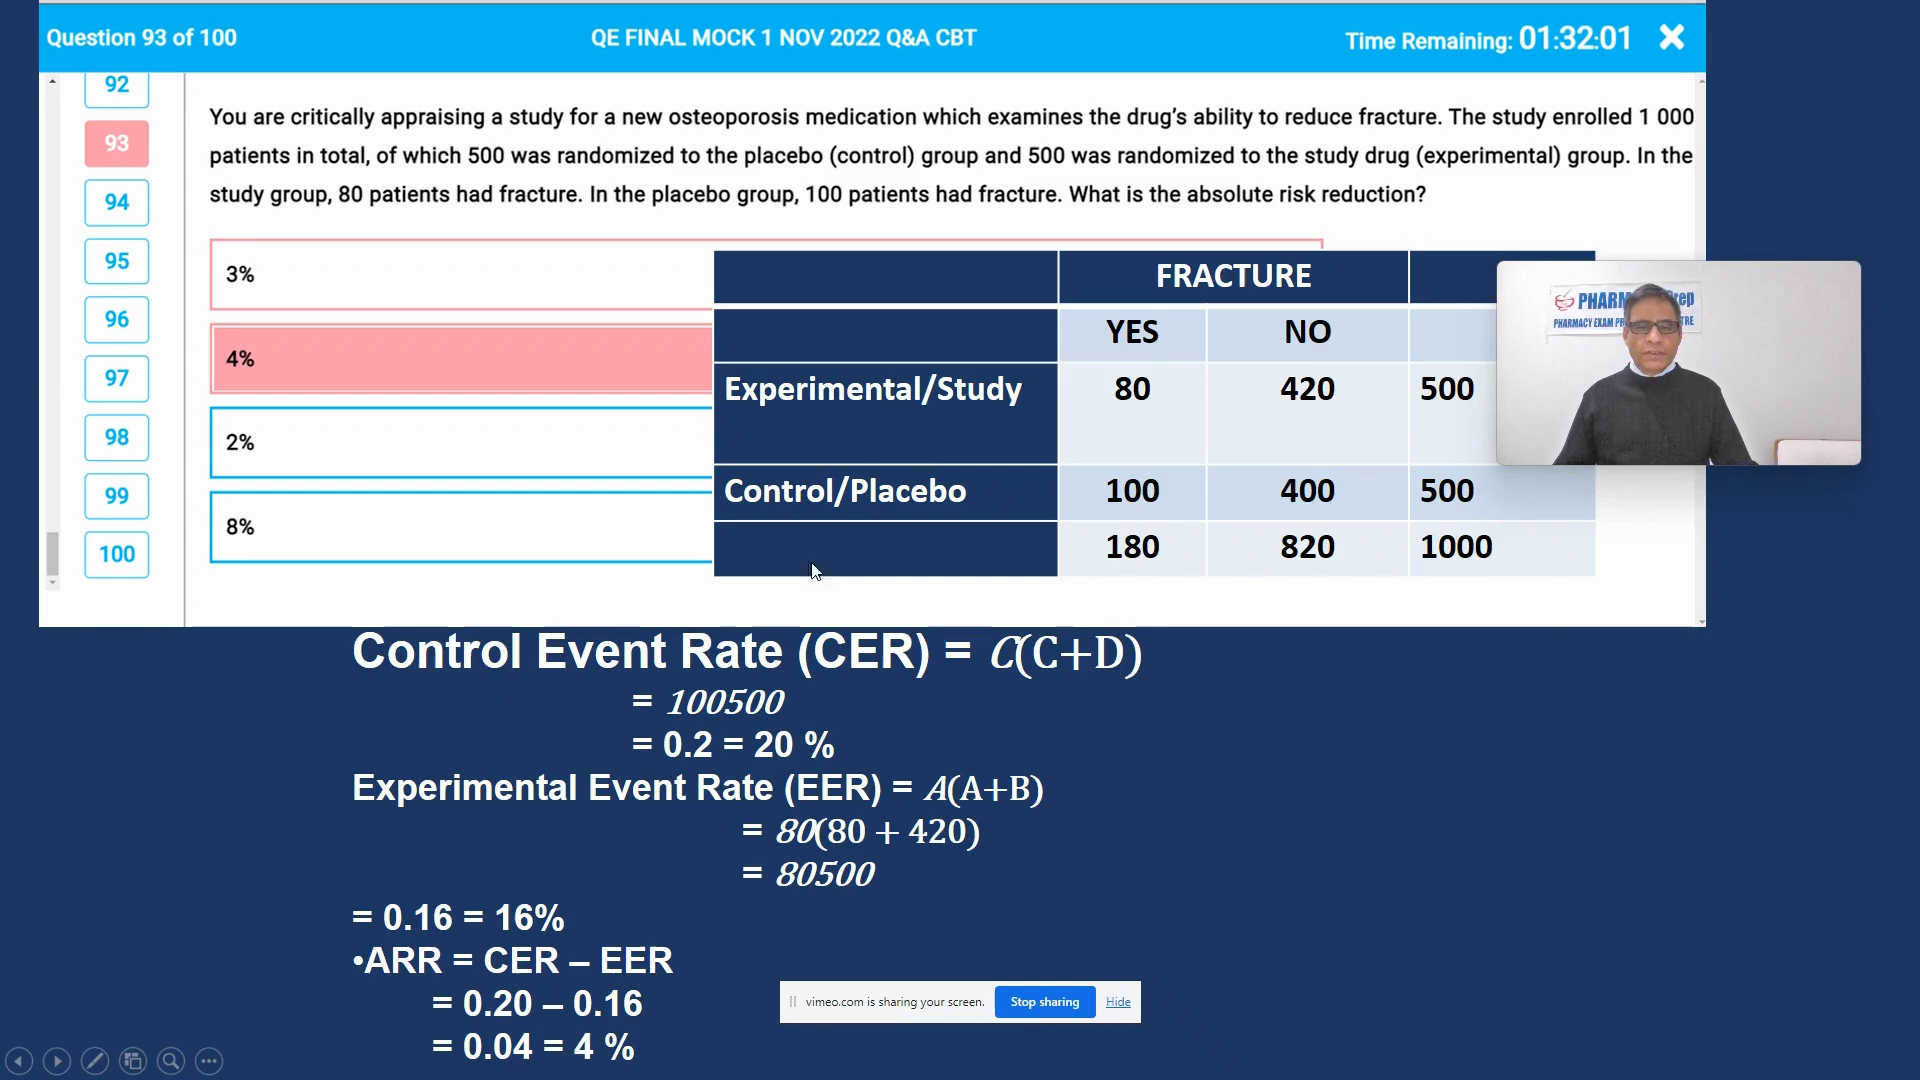 Question 93 of 100
QE FINAL MOCK 1 NOV 2022 Q&A CBT
Time Remaining: 01:32:01
92
93
94
95
96
97
98
99
100
You are critically appraising a study for a new osteoporosis medication which examines the drug's ability to reduce fracture. The study enrolled 1 000
patients in total, of which 500 was randomized to the placebo (control) group and 500 was randomized to the study drug (experimental) group. In the
study group, 80 patients had fracture. In the placebo group, 100 patients had fracture. What is the absolute risk reduction?
3%
4%
2%
8%
FRACTURE
YES NO
Experimental/Study 80 420 500
Control/Placebo 100 400 500
180 820 1000
PHARM rep
PHARMACY EXAM PR TRE
Control Event Rate (CER) = C(C+D)
= 100500
= 0.2 = 20 %
Experimental Event Rate (EER) = A(A+B)
= 80(80 + 420)
= 80500
= 0.16 = 16%
•ARR = CER – EER
= 0.20 – 0.16
= 0.04 = 4 %
vimeo.com is sharing your screen. Stop sharing Hide